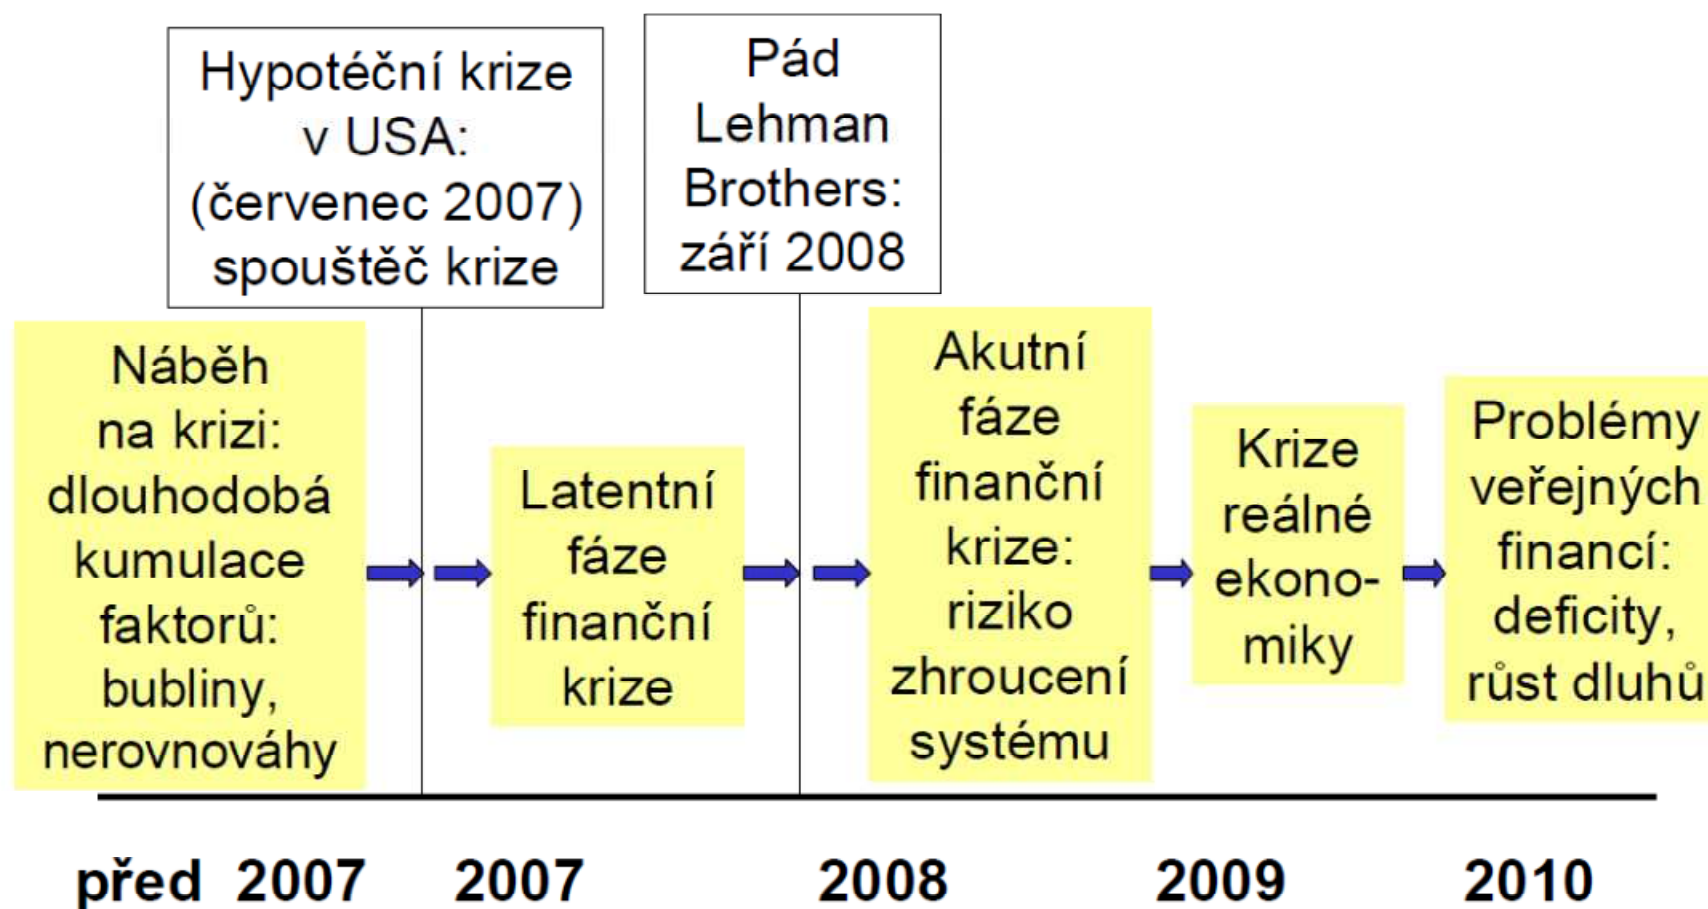 Hypotéční krize
v USA:
(červenec 2007)
spouštěč krize
Pád
Lehman
Brothers:
září 2008
Náběh
na krizi:
dlouhodobá
kumulace
faktorů:
bubliny,
nerovnováhy
Latentní
fáze
finanční
krize
Akutní
fáze
finanční
krize:
riziko
zhroucení
systému
Krize
reálné
ekono-
miky
Problémy
veřejných
financí:
deficity,
růst dluhů
před 2007 2007 2008 2009 2010